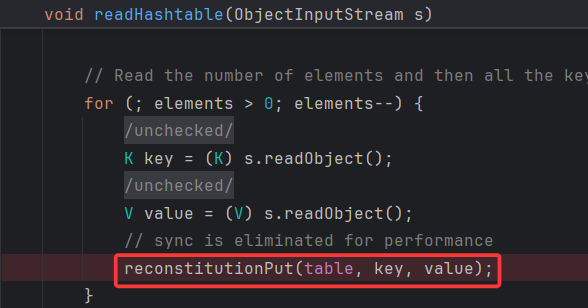 void readHashtable(ObjectInputStream s)
// Read the number of elements and then all the key
for (; elements > 0; elements--) {
/unchecked/
K key = (K) s.readObject();
/unchecked/
V value = (V) s.readObject();
// sync is eliminated for performance
reconstitutionPut(table, key, value);
}